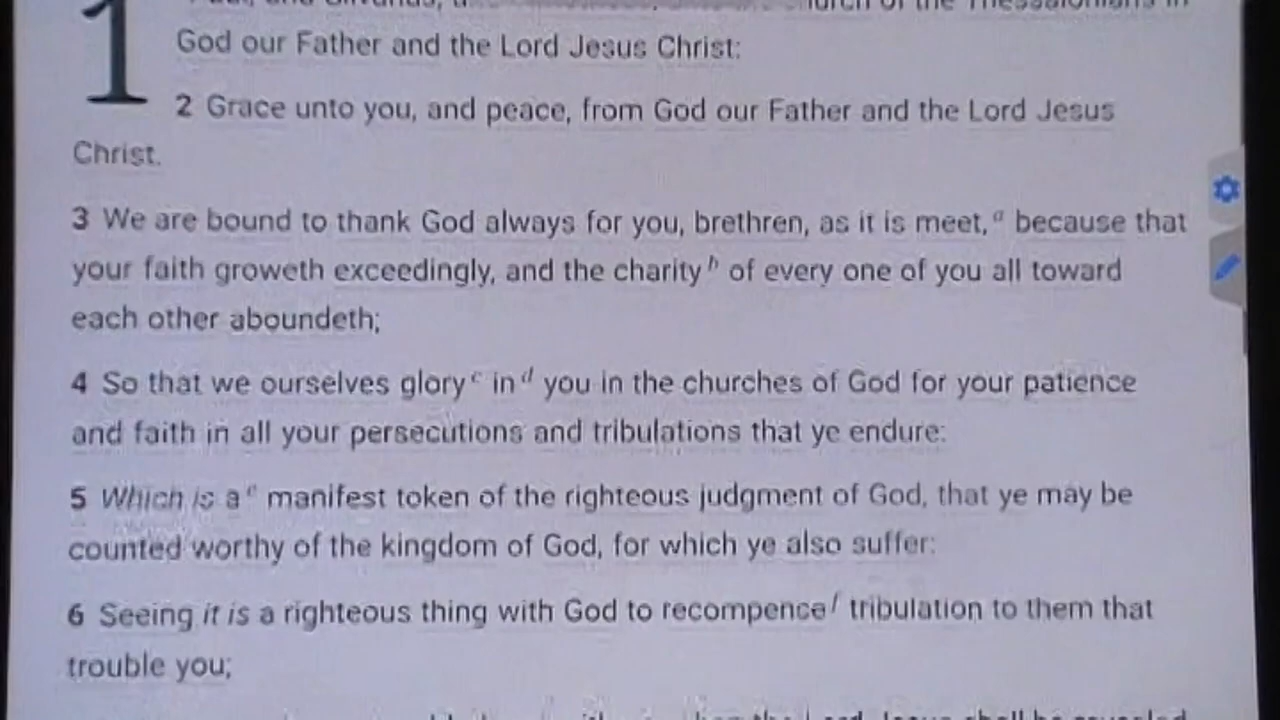 1
God our Father and the Lord Jesus Christ:
2 Grace unto you, and peace, from God our Father and the Lord Jesus
Christ.
3 We are bound to thank God always for you, brethren, as it is meet, a because that
your faith groweth exceedingly, and the charity b of every one of you all toward
each other aboundeth;
4 So that we ourselves glory c in d you in the churches of God for your patience
and faith in all your persecutions and tribulations that ye endure:
5 Which is a e manifest token of the righteous judgment of God, that ye may be
counted worthy of the kingdom of God, for which ye also suffer:
6 Seeing it is a righteous thing with God to recompence f tribulation to them that
trouble you;